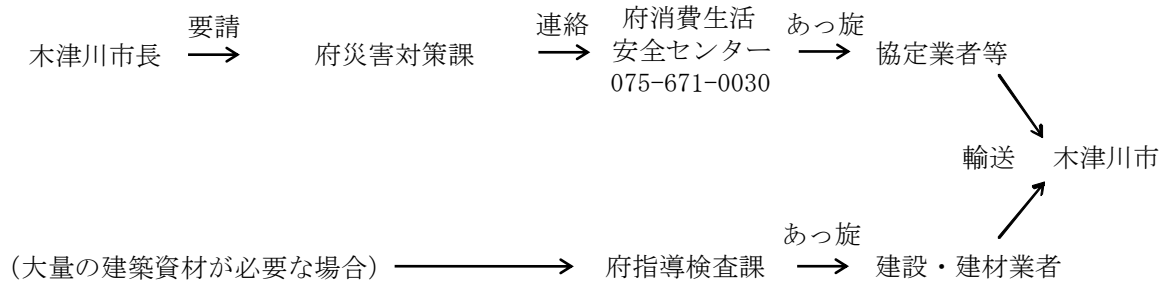 要請
連絡
府消費生活
あっ旋
木津川市長
府災害対策課
安全センター
協定業者等
075-671-0030
輸送
木津川市
あっ旋
(大量の建築資材が必要な場合)
府指導検査課
建設・建材業者